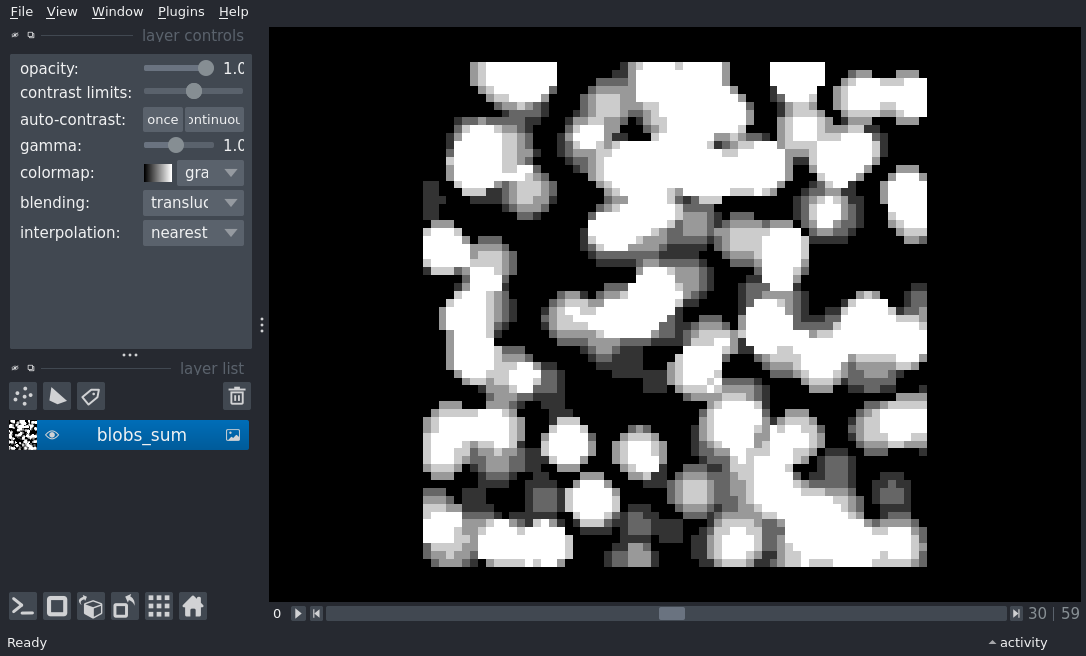 File View Window Plugins Help
layer controls
opacity: 1.0
contrast limits:
auto-contrast: once ontinuou
gamma: 1.0
colormap: gra
blending: transluc
interpolation: nearest
layer list
blobs_sum
0 30 | 59
Ready activity